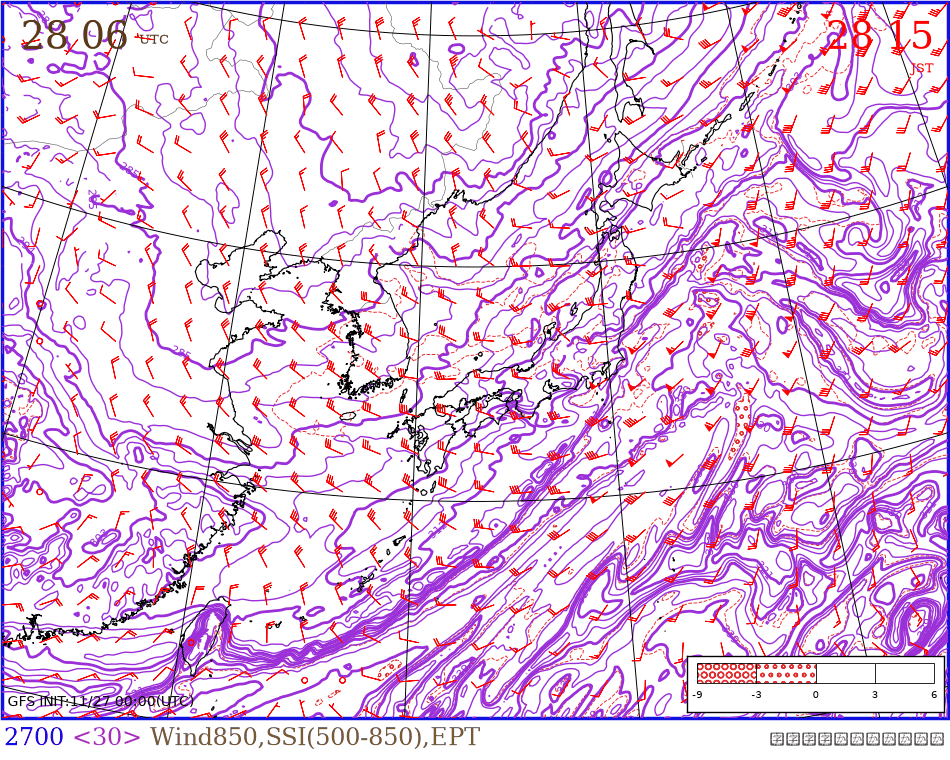 28 06 UTC
28 15
JST
GFS INIT:11/27 00:00(UTC)
-9 -3 0 3 6
2700 <30> Wind850,SSI(500-850),EPT